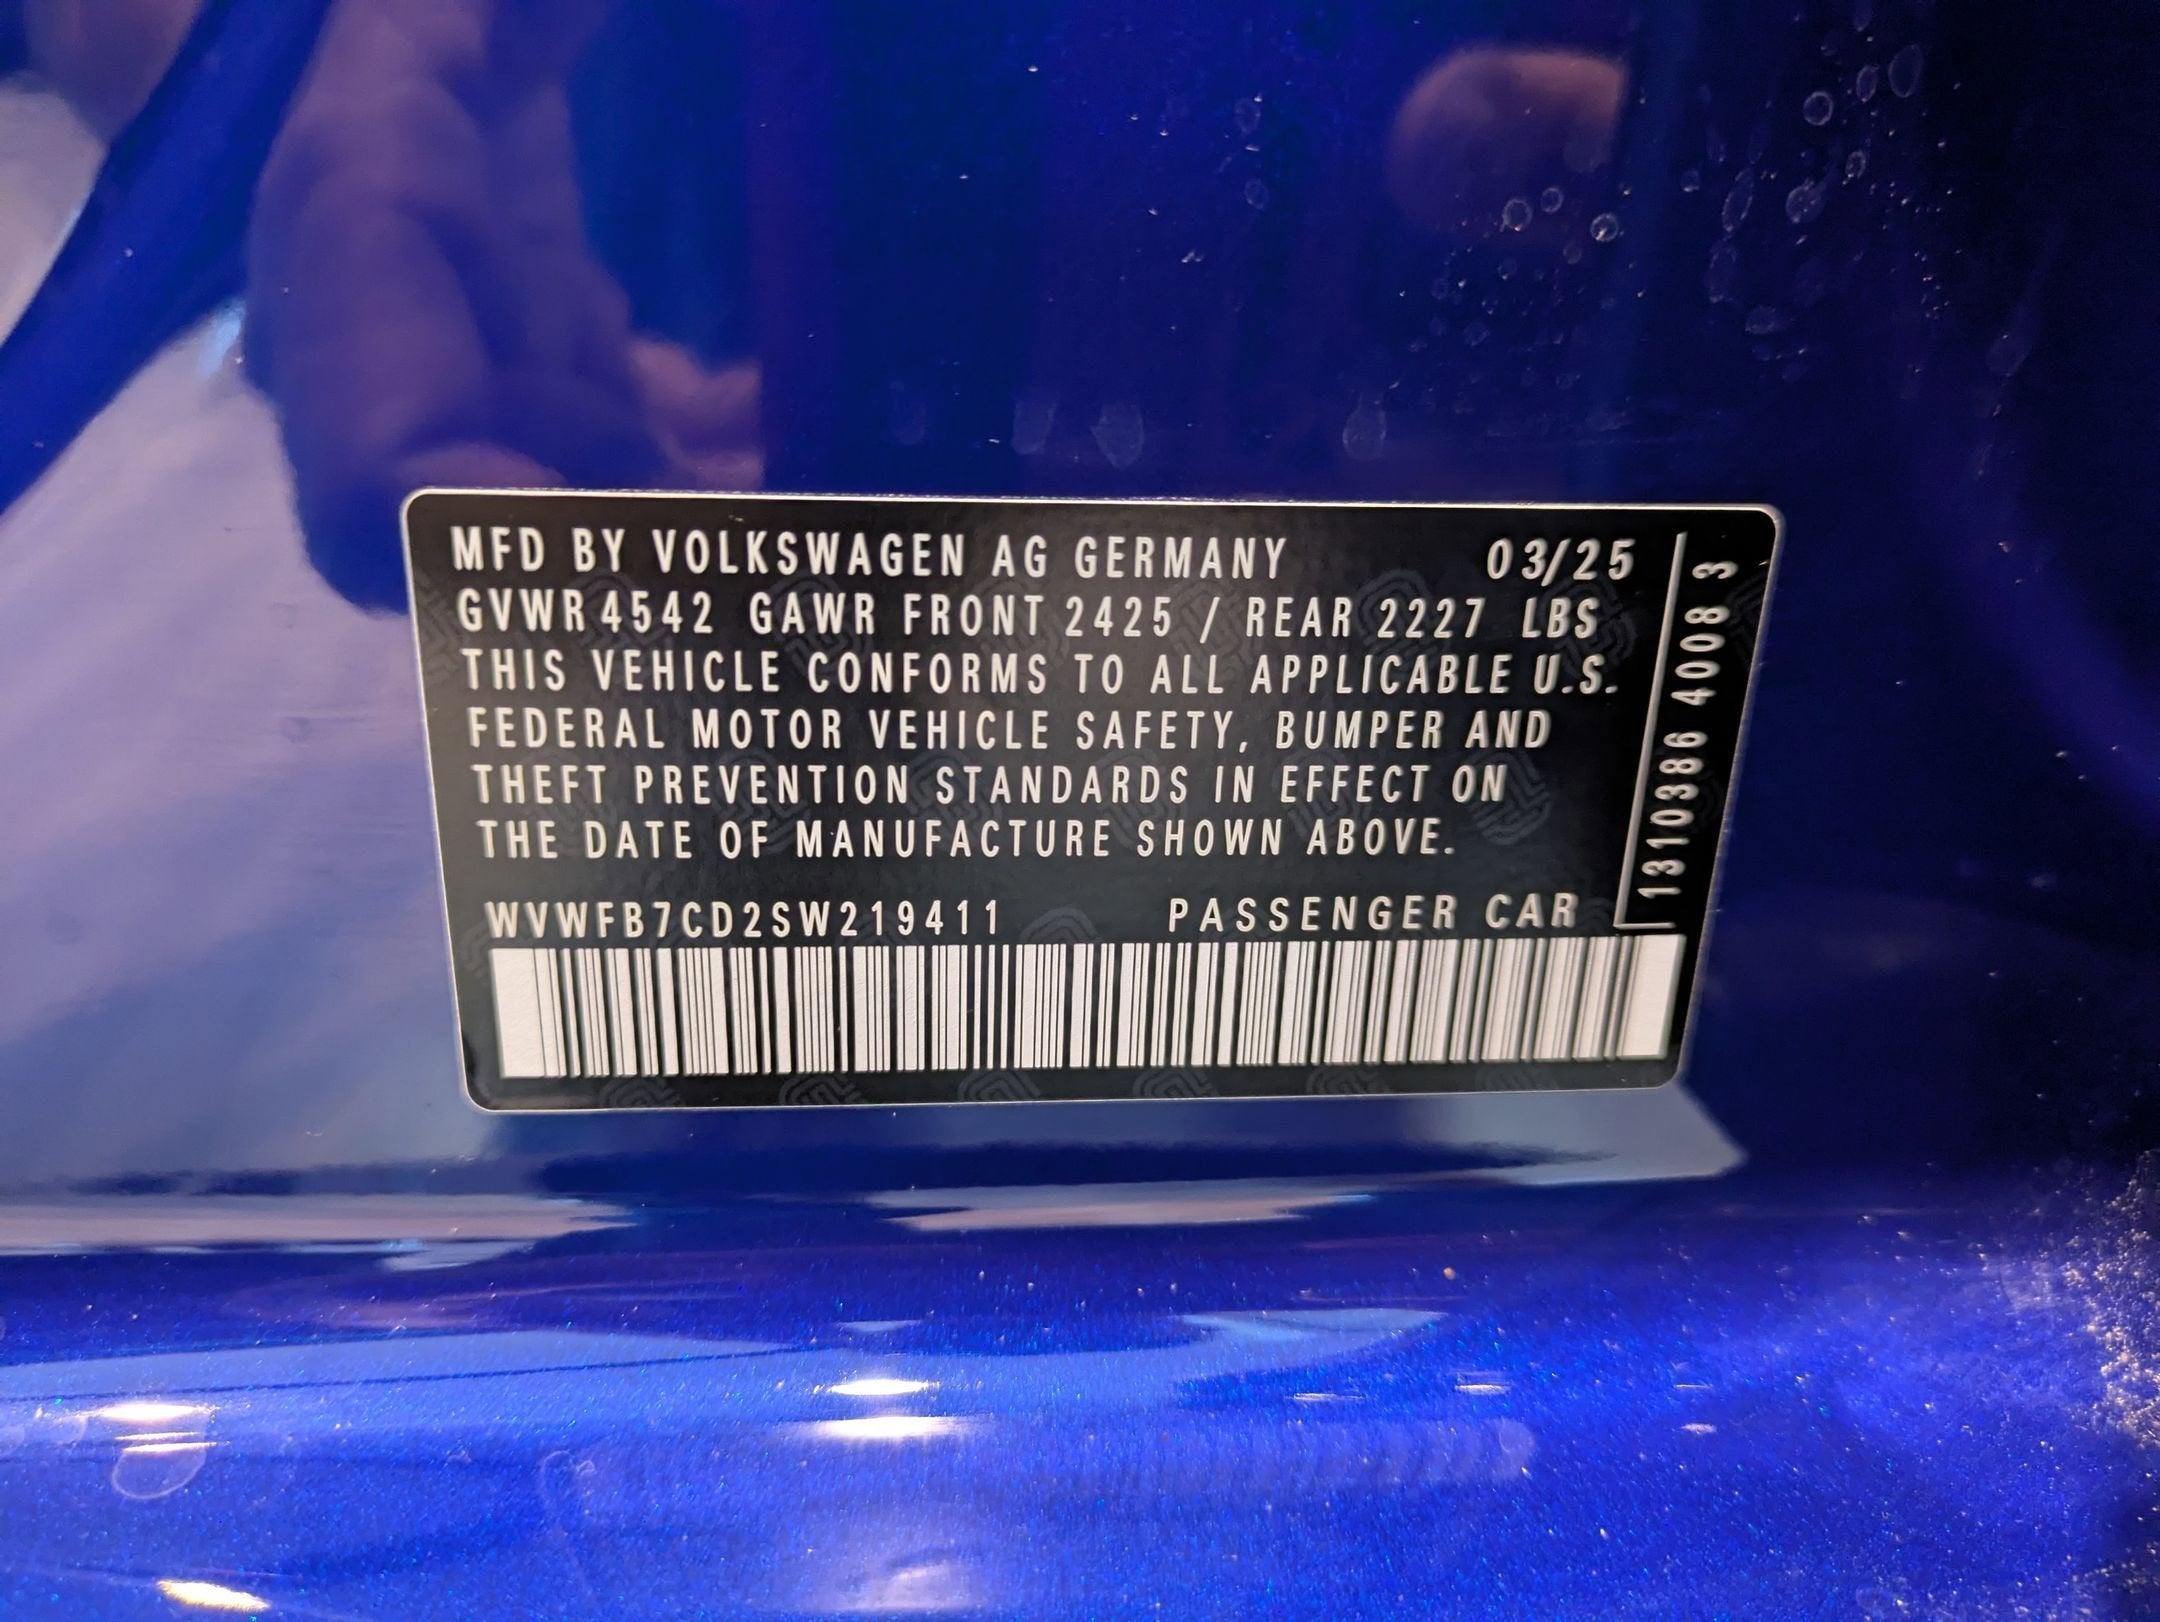 MFD BY VOLKSWAGEN AG GERMANY 03/25
GVWR 4542 GAWR FRONT 2425 / REAR 2227 LBS
THIS VEHICLE CONFORMS TO ALL APPLICABLE U.S.
FEDERAL MOTOR VEHICLE SAFETY, BUMPER AND
THEFT PREVENTION STANDARDS IN EFFECT ON
THE DATE OF MANUFACTURE SHOWN ABOVE.
WVWFB7CD2SW219411 PASSENGER CAR
1310386 4008 3